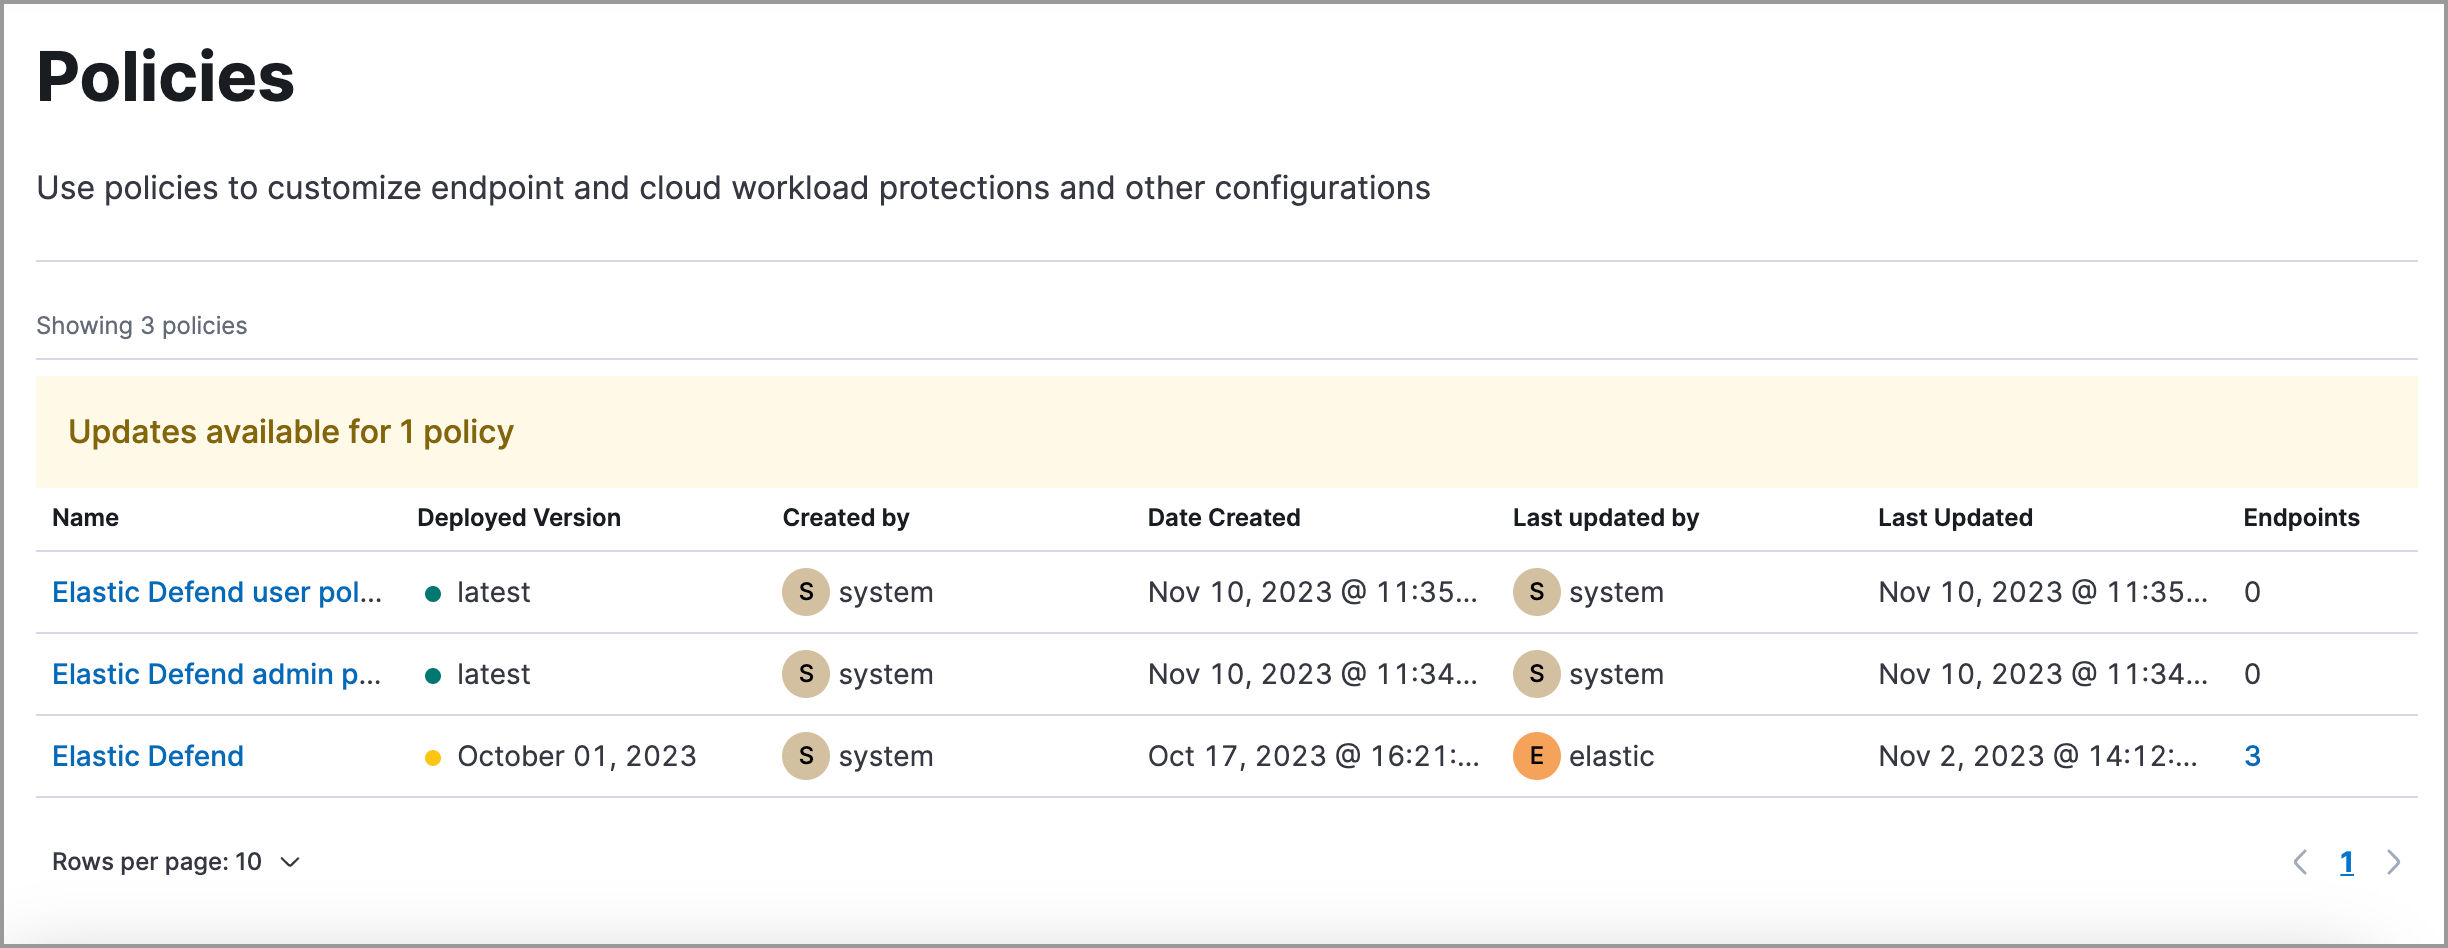 Policies
Use policies to customize endpoint and cloud workload protections and other configurations
Showing 3 policies
Updates available for 1 policy
Name Deployed Version Created by Date Created Last updated by Last Updated Endpoints
Elastic Defend user pol... latest S system Nov 10, 2023 @ 11:35... S system Nov 10, 2023 @ 11:35... 0
Elastic Defend admin p... latest S system Nov 10, 2023 @ 11:34... S system Nov 10, 2023 @ 11:34... 0
Elastic Defend October 01, 2023 S system Oct 17, 2023 @ 16:21:... E elastic Nov 2, 2023 @ 14:12:... 3
Rows per page: 10 1